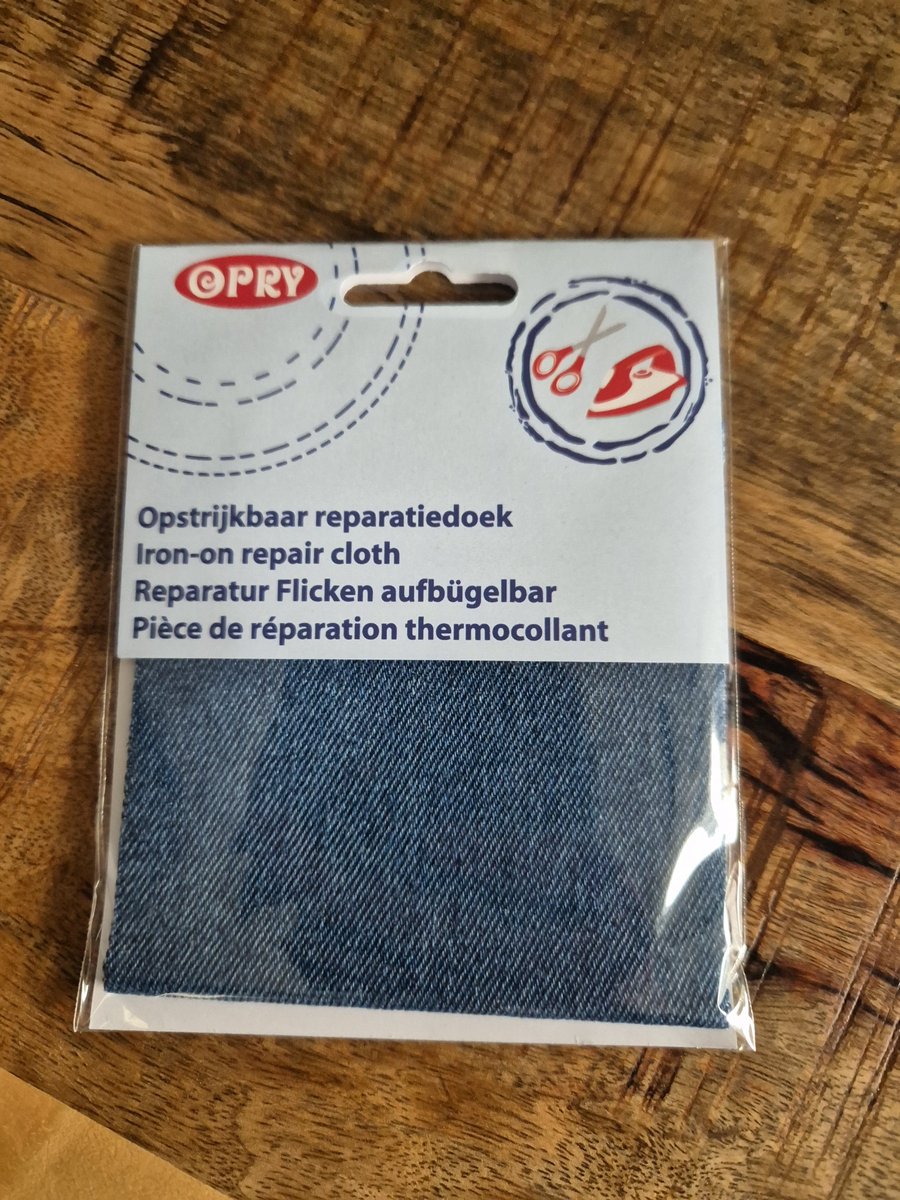 OPRY
Opstrijkbaar reparatiedoek
Iron-on repair cloth
Reparatur Flicken aufbügelbar
Pièce de réparation thermocollant